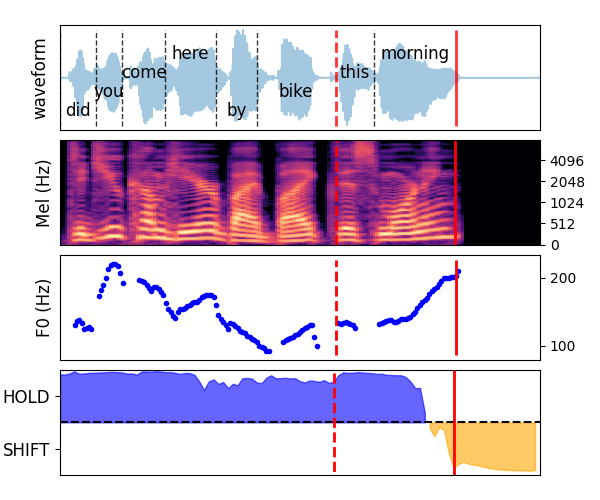 waveform
did you come here by bike this morning
Mel (Hz)
4096
2048
1024
512
0
F0 (Hz)
200
100
HOLD
SHIFT